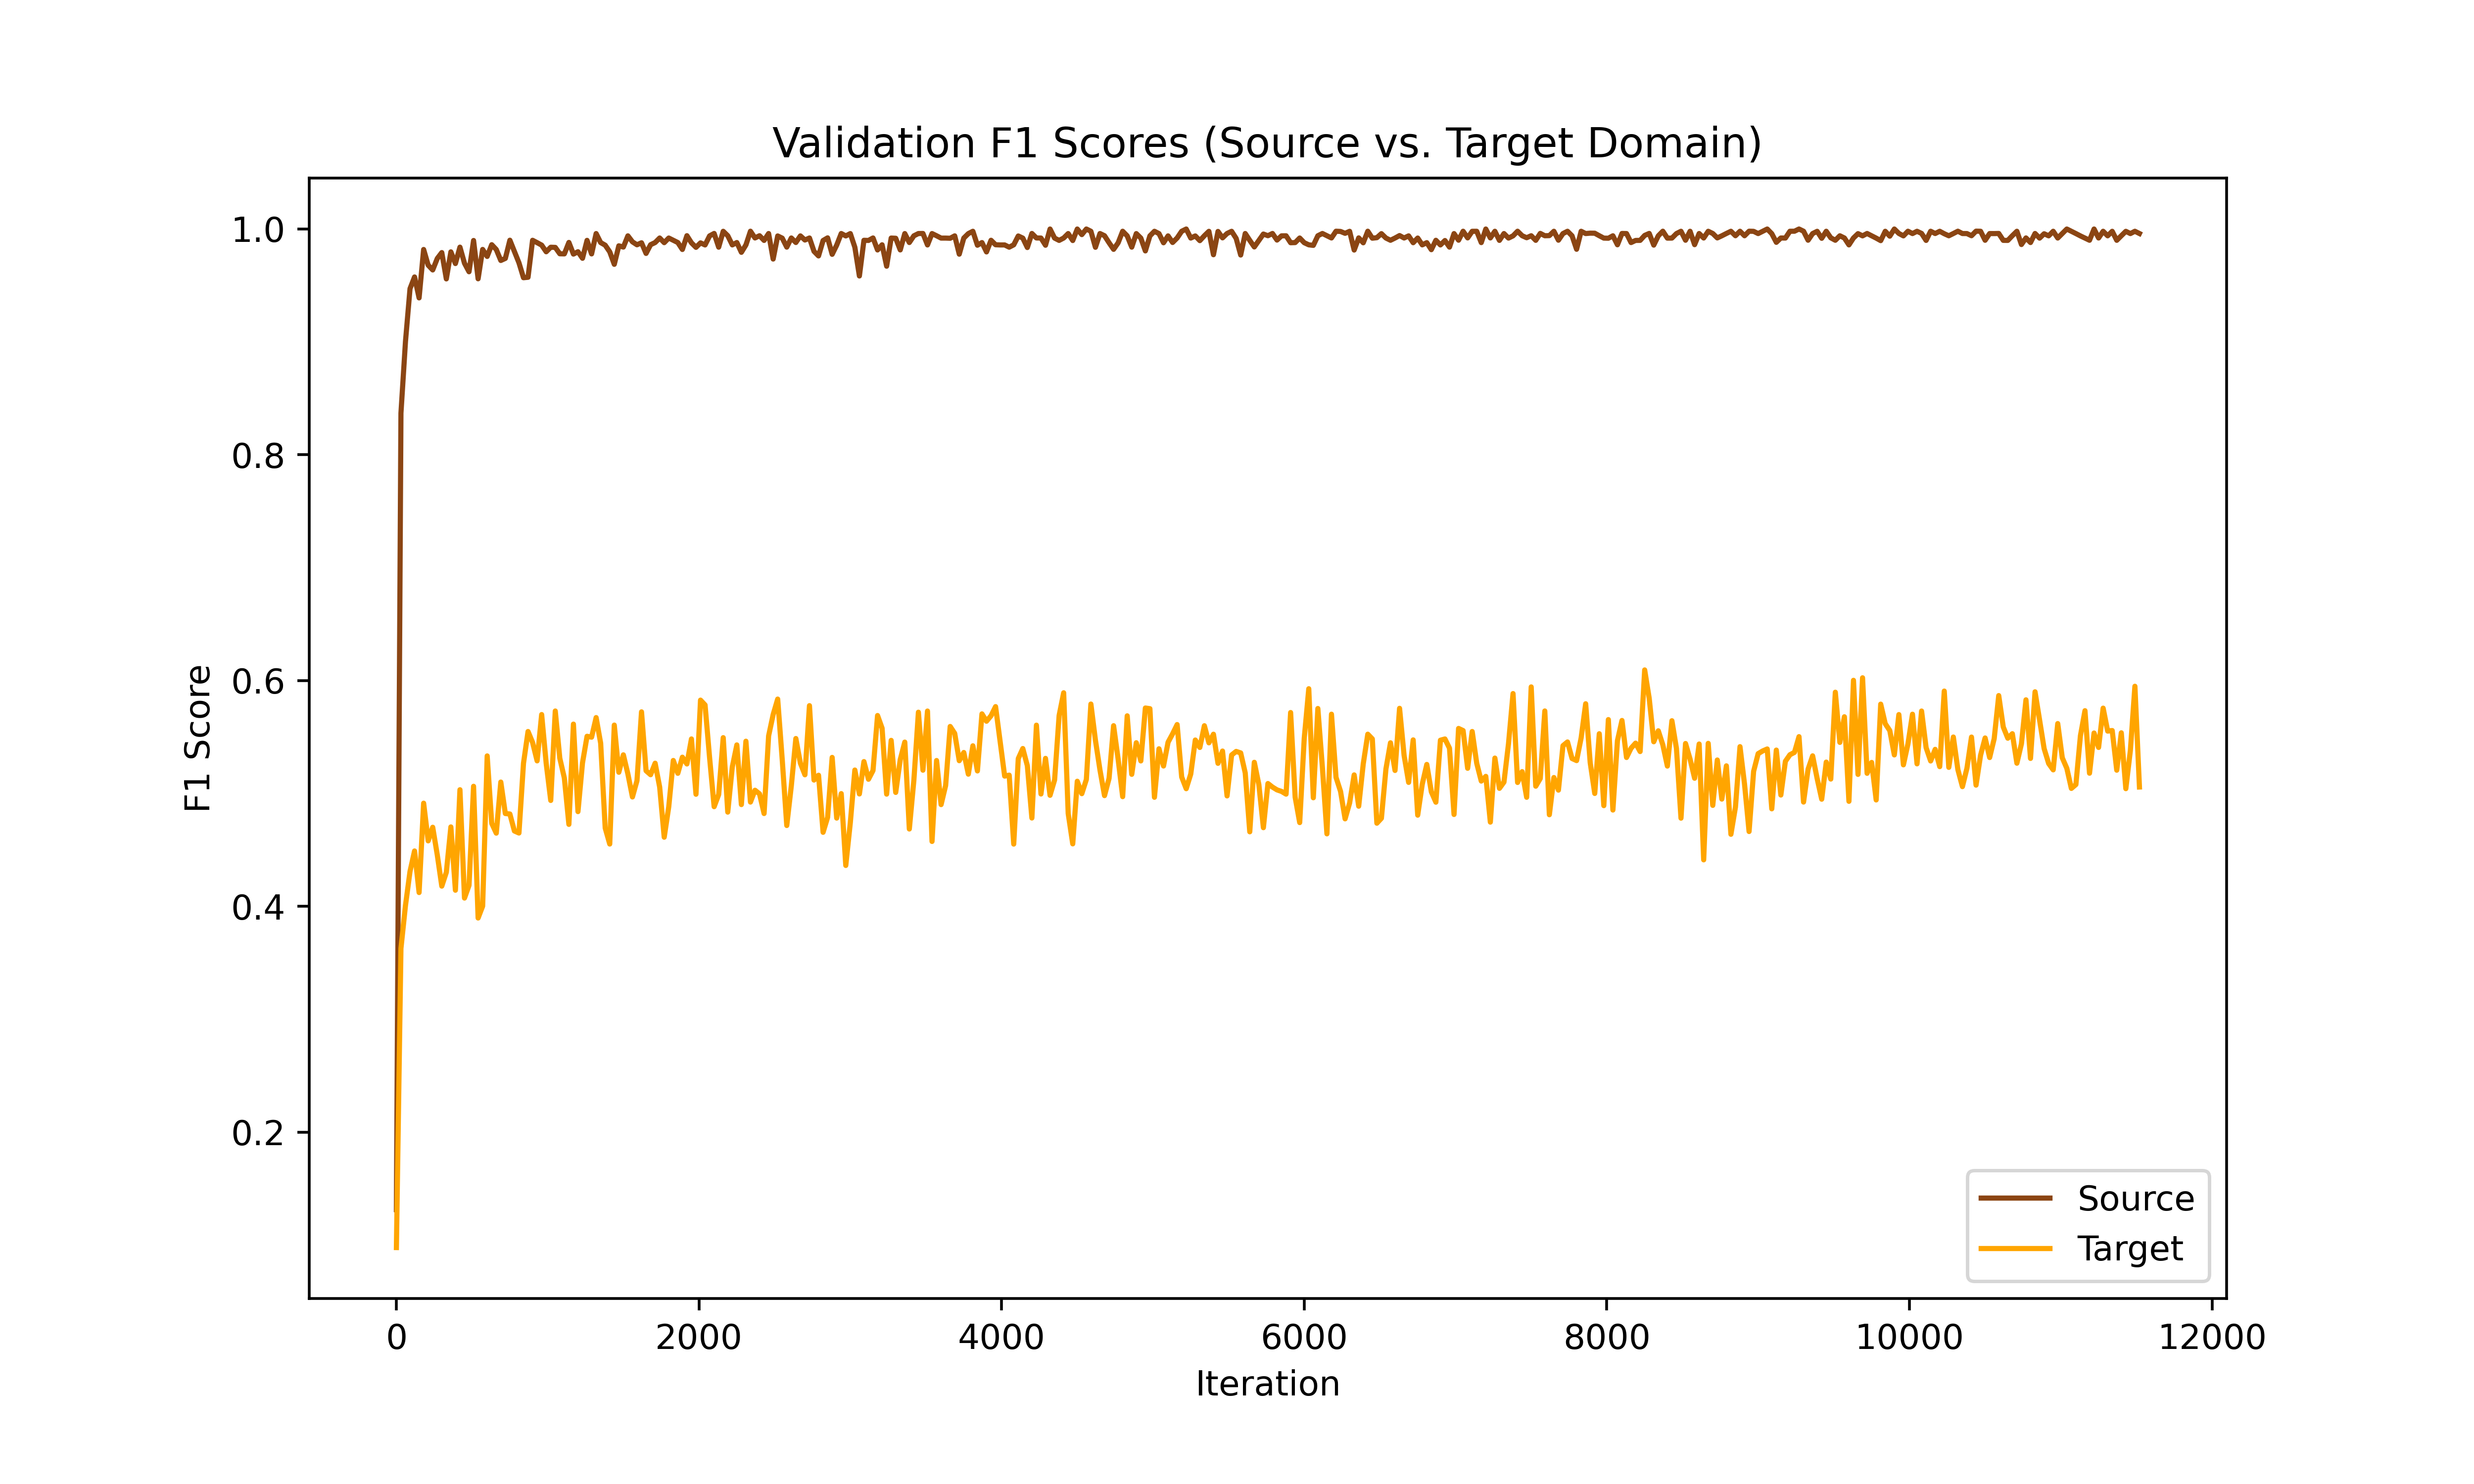 Validation F1 Scores (Source vs. Target Domain)
1.0
0.8
0.6
0.4
0.2
F1 Score
0 2000 4000 6000 8000 10000 12000
Iteration
Source
Target